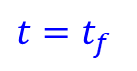 t = t_f